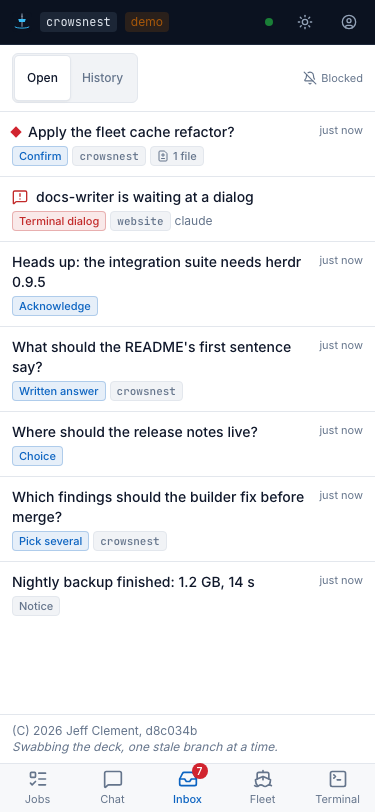 crowsnest demo
Open History Blocked
Apply the fleet cache refactor? just now
Confirm crowsnest 1 file
docs-writer is waiting at a dialog
Terminal dialog website claude
Heads up: the integration suite needs herdr just now
0.9.5
Acknowledge
What should the README's first sentence just now
say?
Written answer crowsnest
Where should the release notes live? just now
Choice
Which findings should the builder fix before just now
merge?
Pick several crowsnest
Nightly backup finished: 1.2 GB, 14 s just now
Notice
(C) 2026 Jeff Clement, d8c034b
Swabbing the deck, one stale branch at a time.
7
Jobs Chat Inbox Fleet Terminal